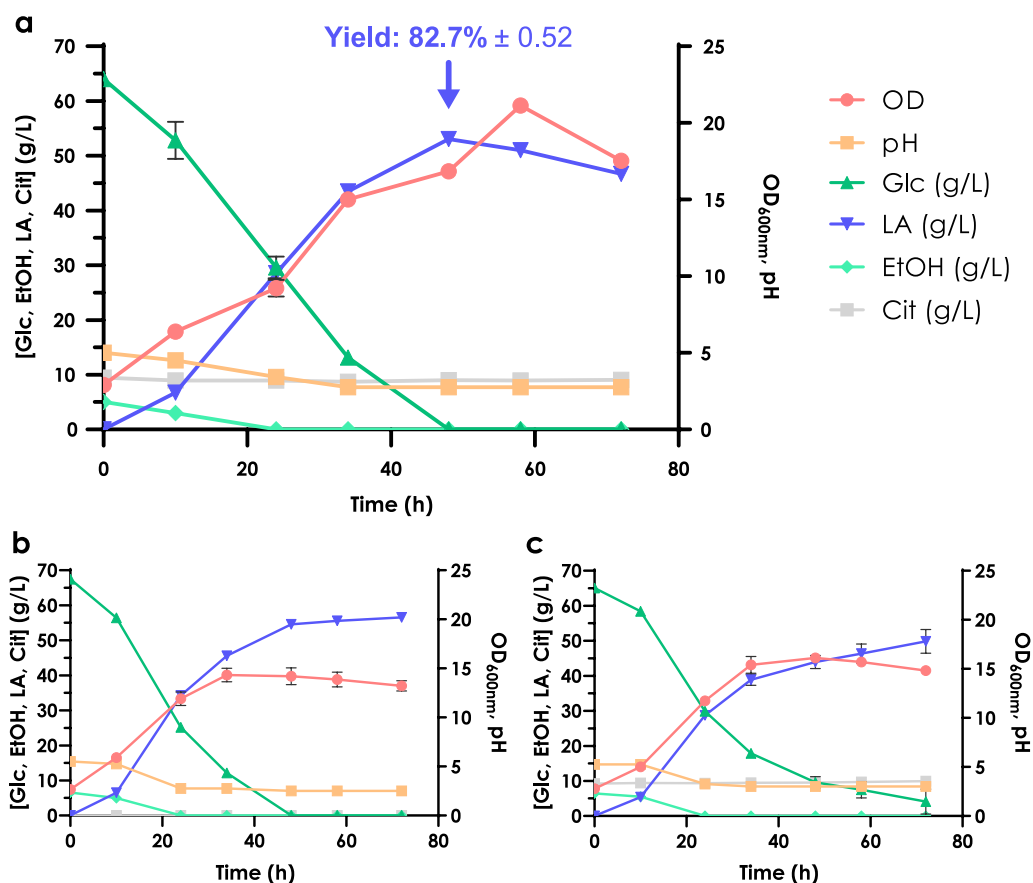 a
Yield: 82.7% ± 0.52
[Glc, EtOH, LA, Cit] (g/L)
70
60
50
40
30
20
10
0
25
20
15
10
5
0
OD600nm, pH
0 20 40 60 80
Time (h)
OD
pH
Glc (g/L)
LA (g/L)
EtOH (g/L)
Cit (g/L)
b
[Glc, EtOH, LA, Cit] (g/L)
70
60
50
40
30
20
10
0
25
20
15
10
5
0
OD600nm, pH
0 20 40 60 80
Time (h)
c
[Glc, EtOH, LA, Cit] (g/L)
70
60
50
40
30
20
10
0
25
20
15
10
5
0
OD600nm, pH
0 20 40 60 80
Time (h)